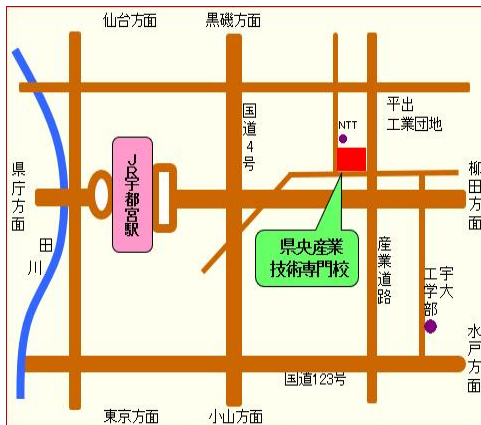 仙台方面
黒磯方面
国道4号
NTT
平出
工業団地
JR宇都宮駅
県庁方面
柳田方面
田川
県央産業
技術専門校
産業道路
宇大
工学部
水戸方面
国道123号
東京方面
小山方面